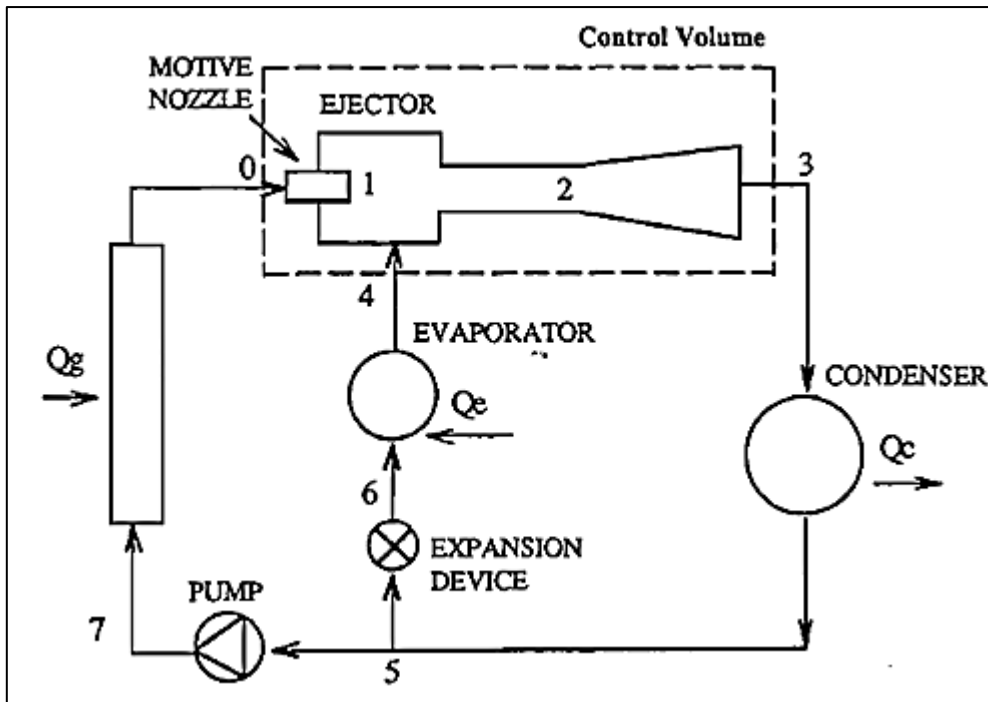 Control Volume
MOTIVE
NOZZLE
EJECTOR
0
1
2
3
4
EVAPORATOR
Qg
Qe
CONDENSER
Qc
6
EXPANSION
DEVICE
PUMP
7
5